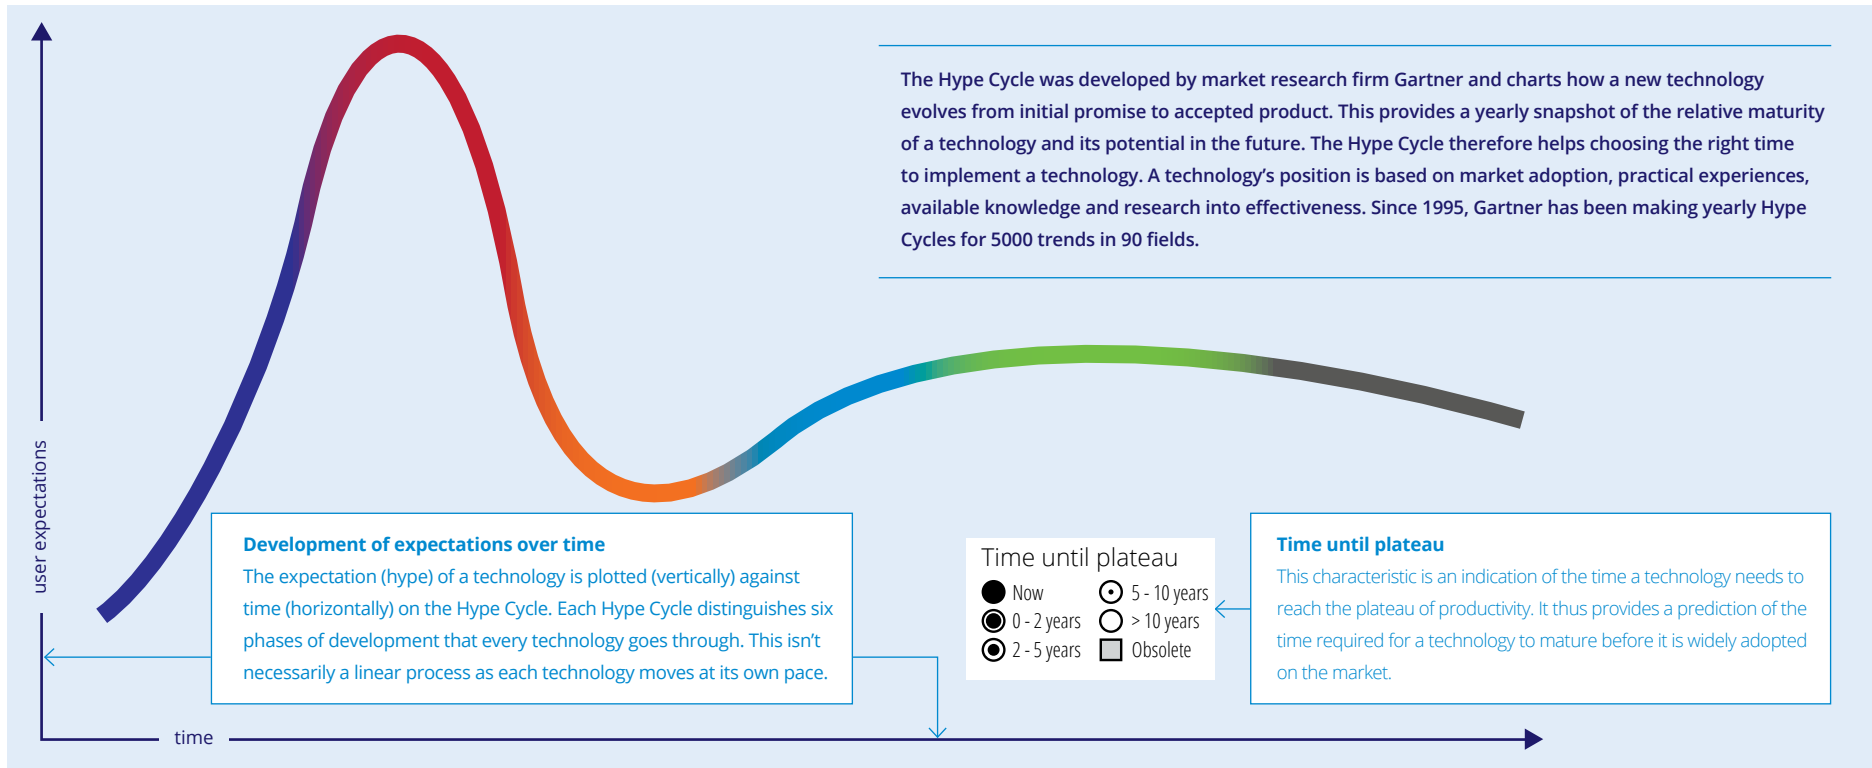 The Hype Cycle was developed by market research firm Gartner and charts how a new technology
evolves from initial promise to accepted product. This provides a yearly snapshot of the relative maturity
of a technology and its potential in the future. The Hype Cycle therefore helps choosing the right time
to implement a technology. A technology’s position is based on market adoption, practical experiences,
available knowledge and research into effectiveness. Since 1995, Gartner has been making yearly Hype
Cycles for 5000 trends in 90 fields.
user expectations
Development of expectations over time
The expectation (hype) of a technology is plotted (vertically) against
time (horizontally) on the Hype Cycle. Each Hype Cycle distinguishes six
phases of development that every technology goes through. This isn’t
necessarily a linear process as each technology moves at its own pace.
Time until plateau
Now
0 - 2 years
2 - 5 years
5 - 10 years
> 10 years
Obsolete
Time until plateau
This characteristic is an indication of the time a technology needs to
reach the plateau of productivity. It thus provides a prediction of the
time required for a technology to mature before it is widely adopted
on the market.
time